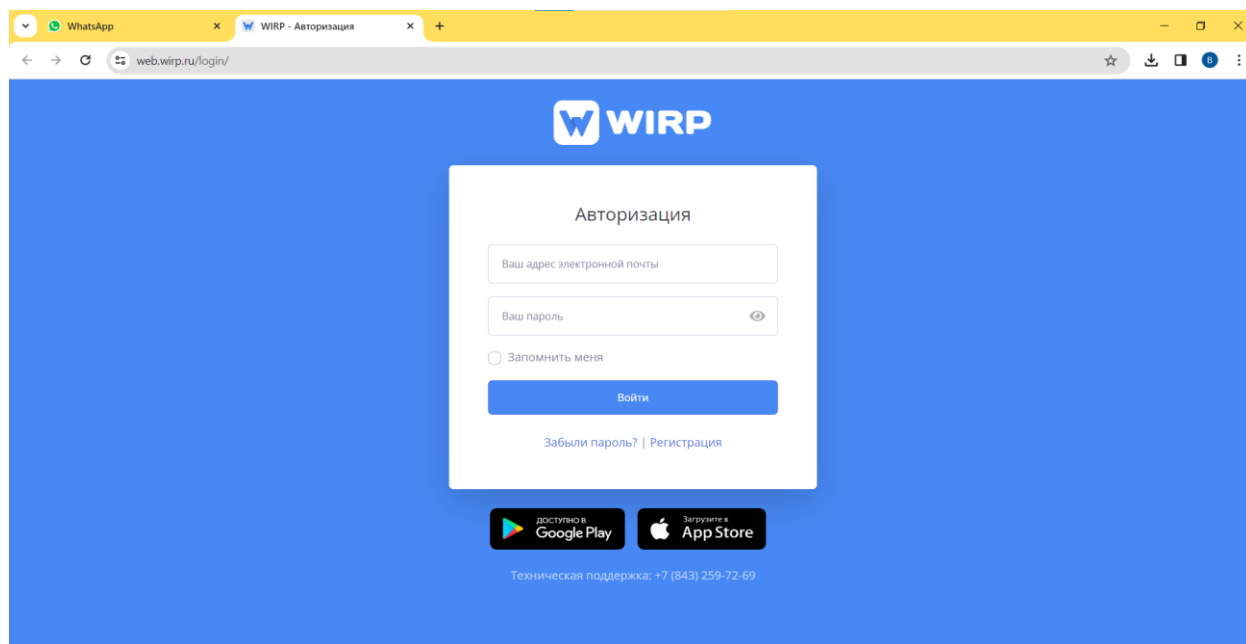 WhatsApp
WIRP - Авторизация
web.wirp.ru/login/
B
WIRP
Авторизация
Ваш адрес электронной почты
Ваш пароль
Запомнить меня
Войти
Забыли пароль? | Регистрация
ДОСТУПНО В
Google Play
Загрузите в
App Store
Техническая поддержка: +7 (843) 259-72-69